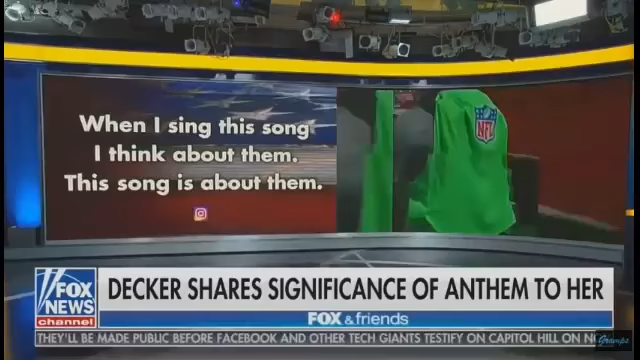 When I sing this song
I think about them.
This song is about them.
NFL
FOX
NEWS
channel
DECKER SHARES SIGNIFICANCE OF ANTHEM TO HER
FOX & friends
THEY'LL BE MADE PUBLIC BEFORE FACEBOOK AND OTHER TECH GIANTS TESTIFY ON CAPITOL HILL ON
Gramps